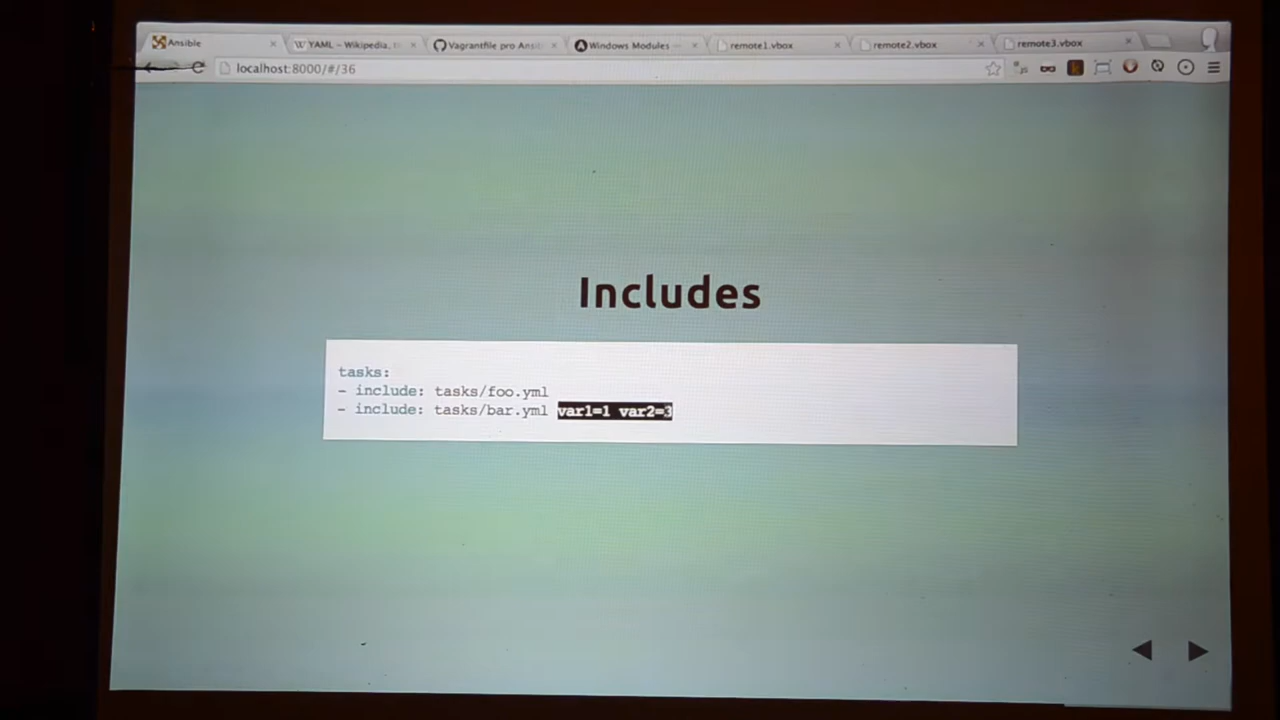 Ansible
YAML – Wikipedia,
Vagrantfile pro Ansi
Windows Modules —
remote1.vbox
remote2.vbox
remote3.vbox
localhost:8000/#/36
Includes
tasks:
- include: tasks/foo.yml
- include: tasks/bar.yml var1=1 var2=3